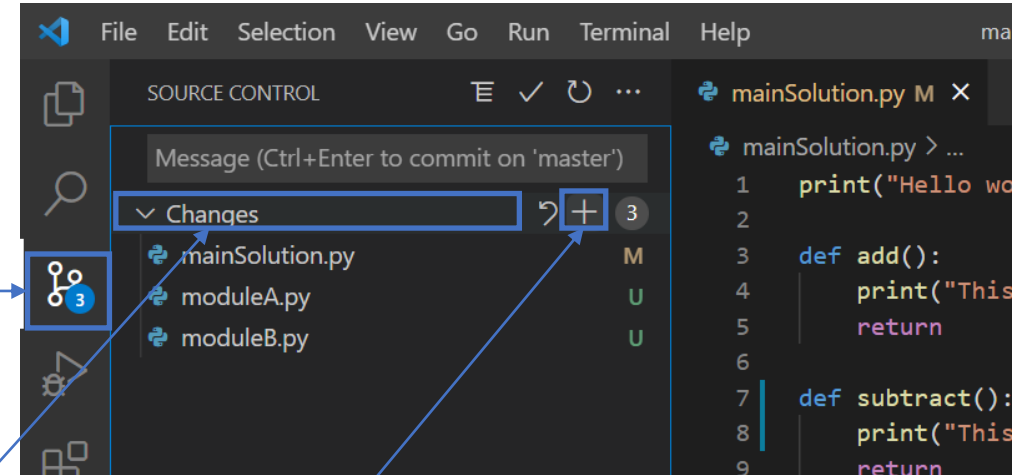 File Edit Selection View Go Run Terminal Help
SOURCE CONTROL
mainSolution.py M
Message (Ctrl+Enter to commit on 'master')
mainSolution.py > ...
Changes 3
mainSolution.py M
moduleA.py U
moduleB.py U
3
1 print("Hello
2
3 def add():
4 print("This
5 return
6
7 def subtract():
8 print("This
9 return